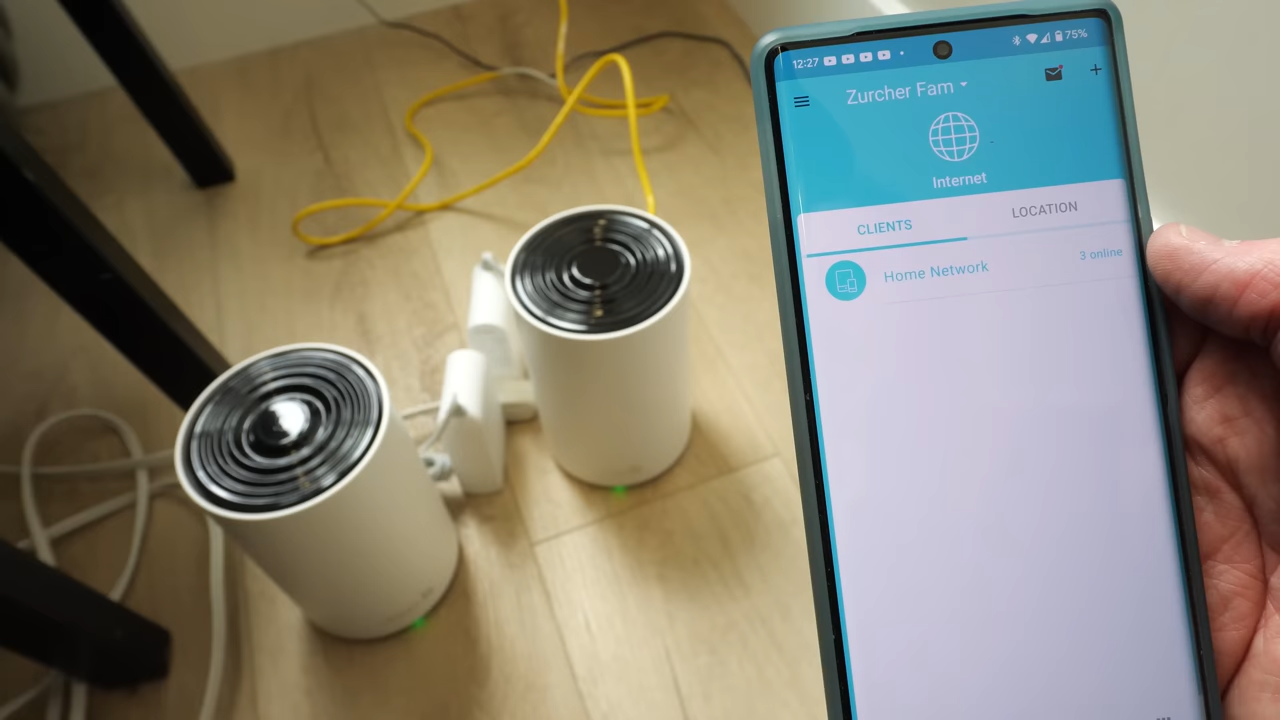 12:27
75%
Zurcher Fam
Internet
CLIENTS
LOCATION
Home Network
3 online